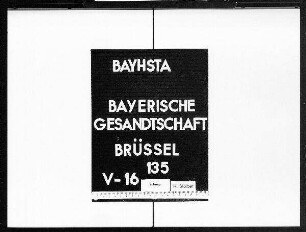 BAYHSTA
BAYERISCHE
GESANDTSCHAFT
BRÜSSEL
135
V-16